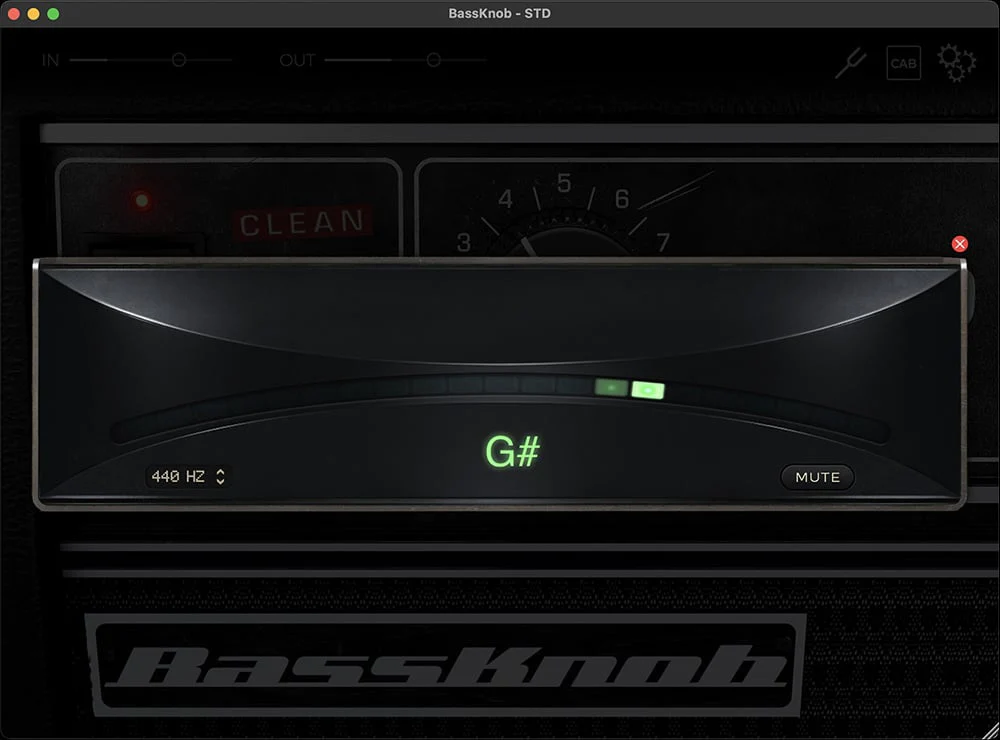 BassKnob - STD
IN OUT CAB
CLEAN
3 4 5 6 7
G#
440 HZ MUTE
BassKnob